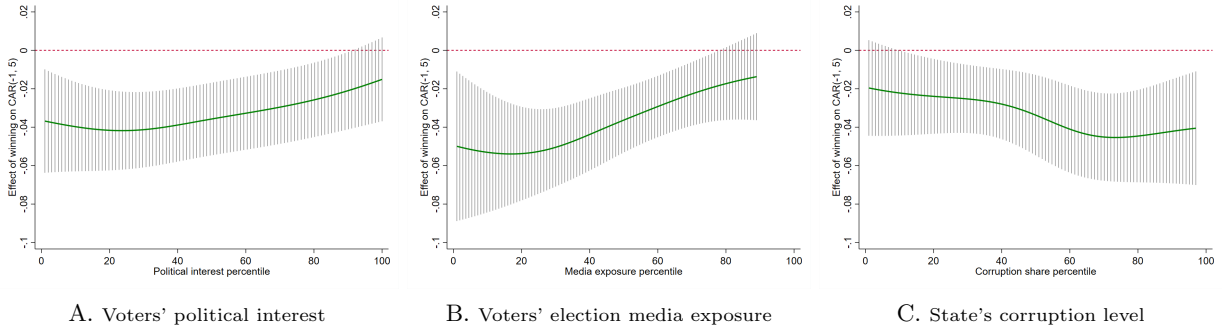 Effect of winning on CAR(-1, 5)
.02
0
-.02
-.04
-.06
-.08
-.1
0 20 40 60 80 100
Political interest percentile
A. Voters' political interest
Effect of winning on CAR(-1, 5)
.02
0
-.02
-.04
-.06
-.08
-.1
0 20 40 60 80 100
Media exposure percentile
B. Voters' election media exposure
Effect of winning on CAR(-1, 5)
.02
0
-.02
-.04
-.06
-.08
-.1
0 20 40 60 80 100
Corruption share percentile
C. State's corruption level